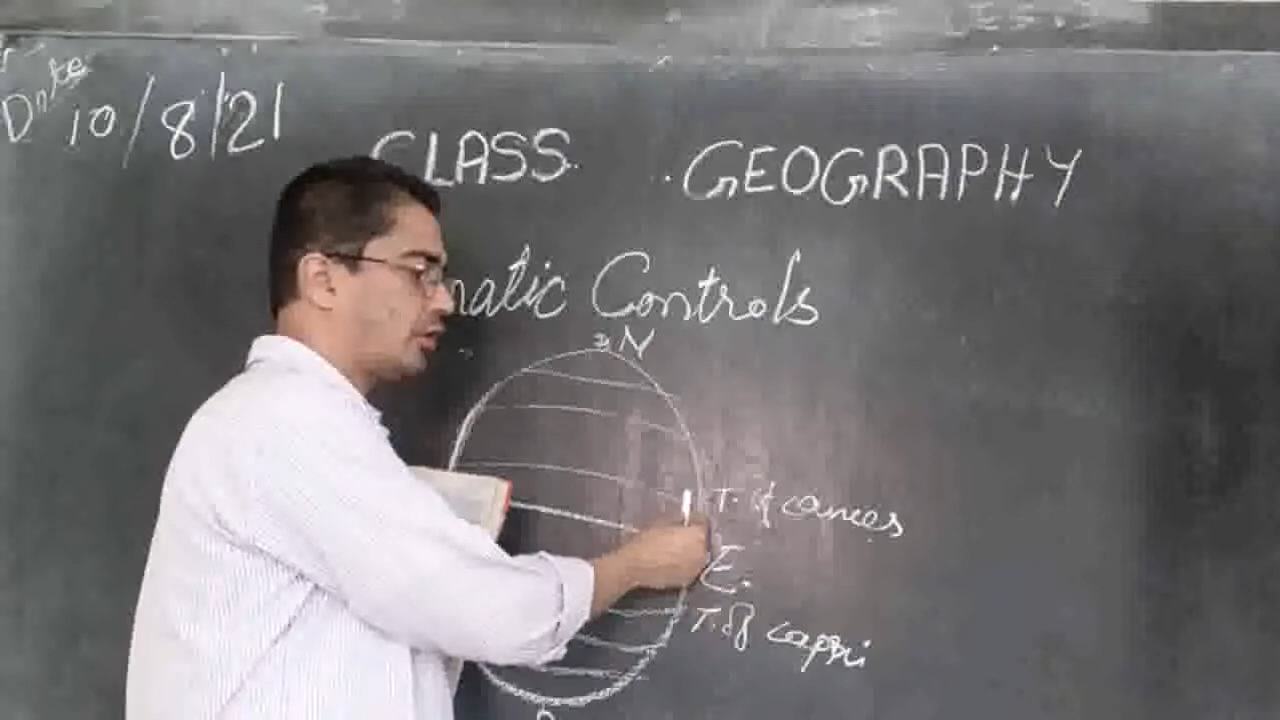 Date
10/8/21
CLASS GEOGRAPHY
matic Controls
N
T. of cancer
E.
T. of capri